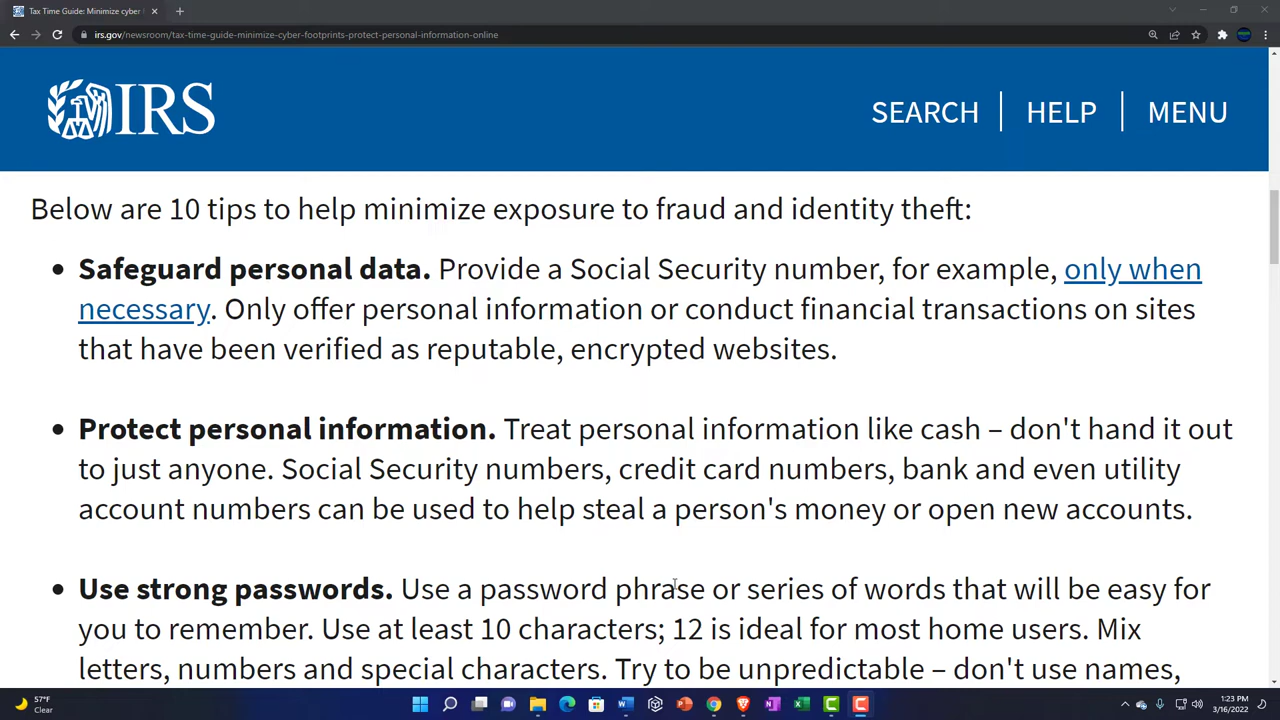 Tax Time Guide: Minimize cyber
irs.gov/newsroom/tax-time-guide-minimize-cyber-footprints-protect-personal-information-online
IRS
SEARCH HELP MENU
Below are 10 tips to help minimize exposure to fraud and identity theft:
Safeguard personal data. Provide a Social Security number, for example, only when
necessary. Only offer personal information or conduct financial transactions on sites
that have been verified as reputable, encrypted websites.
Protect personal information. Treat personal information like cash – don't hand it out
to just anyone. Social Security numbers, credit card numbers, bank and even utility
account numbers can be used to help steal a person's money or open new accounts.
Use strong passwords. Use a password phrase or series of words that will be easy for
you to remember. Use at least 10 characters; 12 is ideal for most home users. Mix
letters, numbers and special characters. Try to be unpredictable – don't use names,
57°F
Clear
1:23 PM
3/16/2022